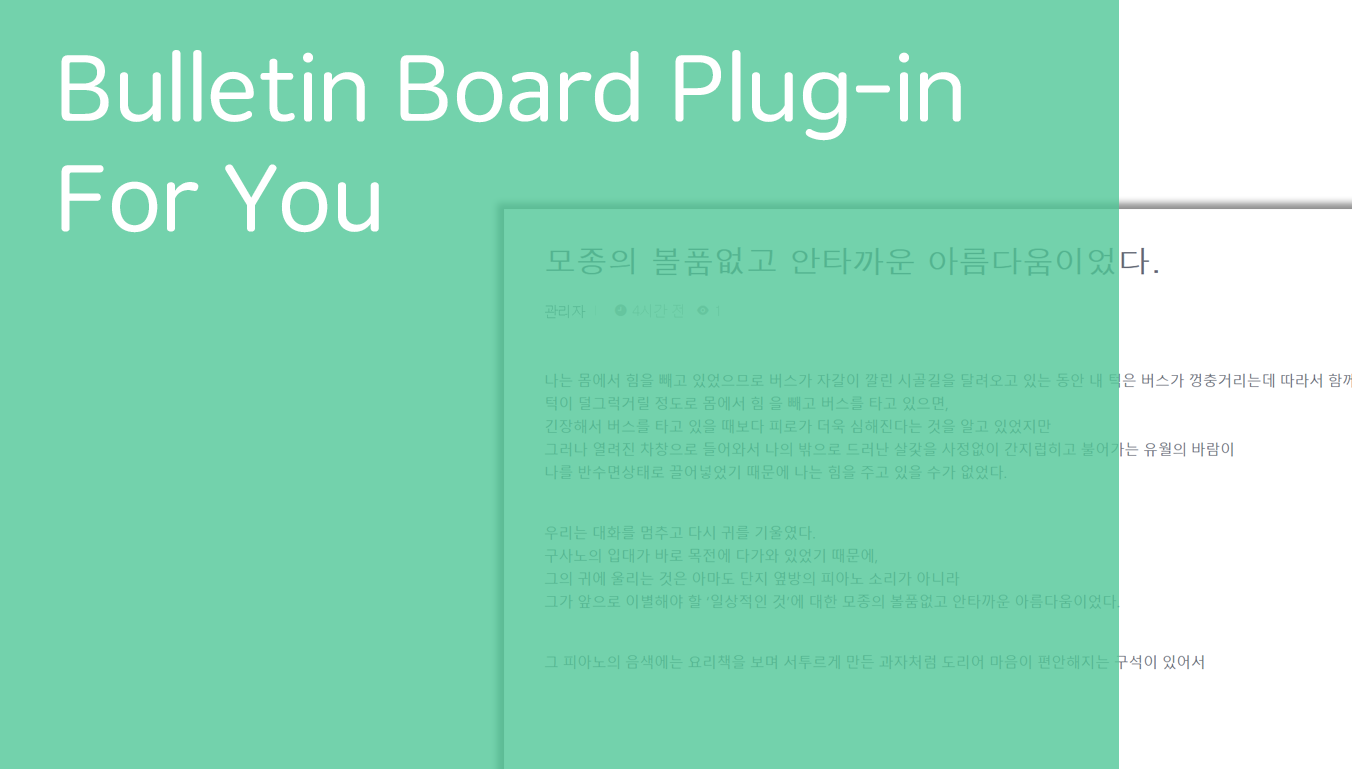 Bulletin Board Plug-in
For You
모종의 볼품없고 안타까운 아름다움이었다.
관리자 4시간 전 1
나는 몸에서 힘을 빼고 있었으므로 버스가 자갈이 깔린 시골길을 달려오고 있는 동안 내 턱은 버스가 껑충거리는데 따라서 함께
턱이 덜그럭거릴 정도로 몸에서 힘 을 빼고 버스를 타고 있으면,
긴장해서 버스를 타고 있을 때보다 피로가 더욱 심해진다는 것을 알고 있었지만
그러나 열려진 차창으로 들어와서 나의 밖으로 드러난 살갗을 사정없이 간지럽히고 불어가는 유월의 바람이
나를 반수면상태로 끌어넣었기 때문에 나는 힘을 주고 있을 수가 없었다.
우리는 대화를 멈추고 다시 귀를 기울였다.
구사노의 입대가 바로 목전에 다가와 있었기 때문에,
그의 귀에 울리는 것은 아마도 단지 옆방의 피아노 소리가 아니라
그가 앞으로 이별해야 할 '일상적인 것'에 대한 모종의 볼품없고 안타까운 아름다움이었다.
그 피아노의 음색에는 요리책을 보며 서투르게 만든 과자처럼 도리어 마음이 편안해지는 구석이 있어서